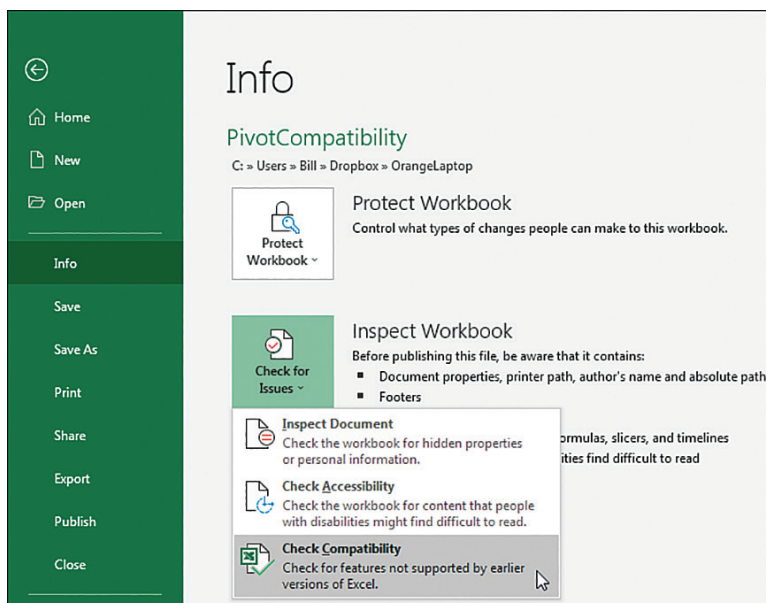 Info
Home
PivotCompatibility
New
C: » Users » Bill » Dropbox » OrangeLaptop
Open
Protect Workbook
Control what types of changes people can make to this workbook.
Protect
Workbook
Info
Save
Inspect Workbook
Before publishing this file, be aware that it contains:
Save As
Check for
Issues
▪ Document properties, printer path, author's name and absolute path
▪ Footers
Print
Inspect Document
Check the workbook for hidden properties
or personal information.
ormulas, slicers, and timelines
ities find difficult to read
Share
Check Accessibility
Check the workbook for content that people
with disabilities might find difficult to read.
Export
Publish
Check Compatibility
Check for features not supported by earlier
versions of Excel.
Close